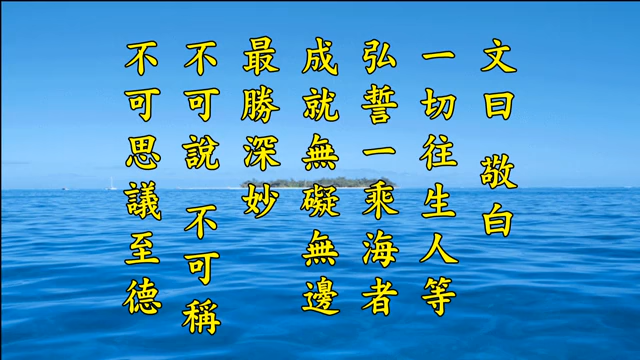 文曰 敬白
一切往生人等
弘誓一乘海者
成就無礙無邊
最勝深妙
不可說 不可稱
不可思議至德